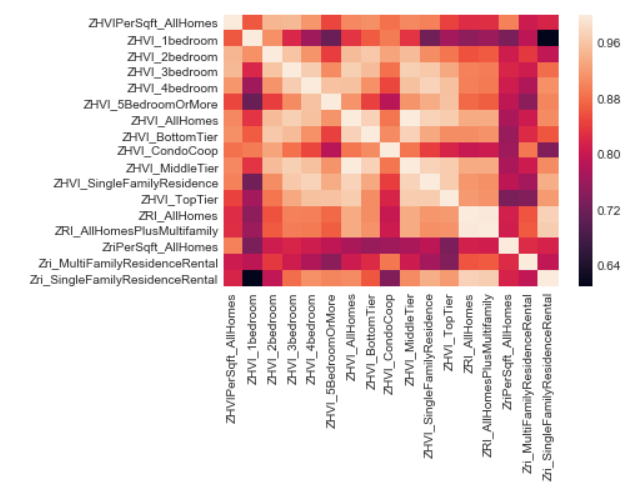 ZHVIPerSqft_AllHomes
ZHVI_1bedroom
ZHVI_2bedroom
ZHVI_3bedroom
ZHVI_4bedroom
ZHVI_5BedroomOrMore
ZHVI_AllHomes
ZHVI_BottomTier
ZHVI_CondoCoop
ZHVI_MiddleTier
ZHVI_SingleFamilyResidence
ZHVI_TopTier
ZRI_AllHomes
ZRI_AllHomesPlusMultifamily
ZriPerSqft_AllHomes
Zri_MultiFamilyResidenceRental
Zri_SingleFamilyResidenceRental
ZHVIPerSqft_AllHomes
ZHVI_1bedroom
ZHVI_2bedroom
ZHVI_3bedroom
ZHVI_4bedroom
ZHVI_5BedroomOrMore
ZHVI_AllHomes
ZHVI_BottomTier
ZHVI_CondoCoop
ZHVI_MiddleTier
ZHVI_SingleFamilyResidence
ZHVI_TopTier
ZRI_AllHomes
ZRI_AllHomesPlusMultifamily
ZriPerSqft_AllHomes
Zri_MultiFamilyResidenceRental
Zri_SingleFamilyResidenceRental
0.96
0.88
0.80
0.72
0.64